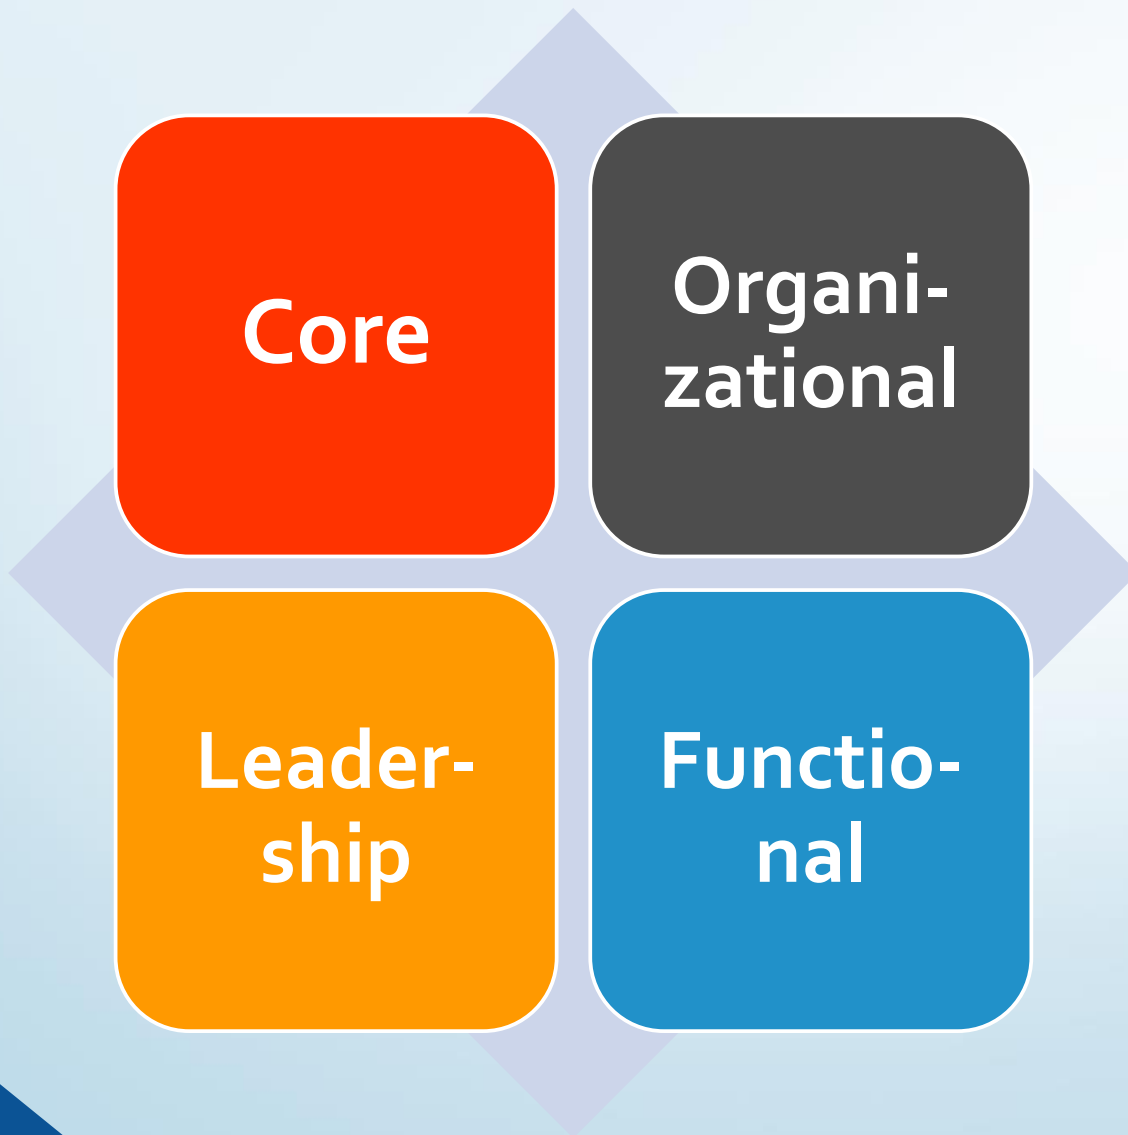 Core
Organi-
zational
Leader-
ship
Functio-
nal